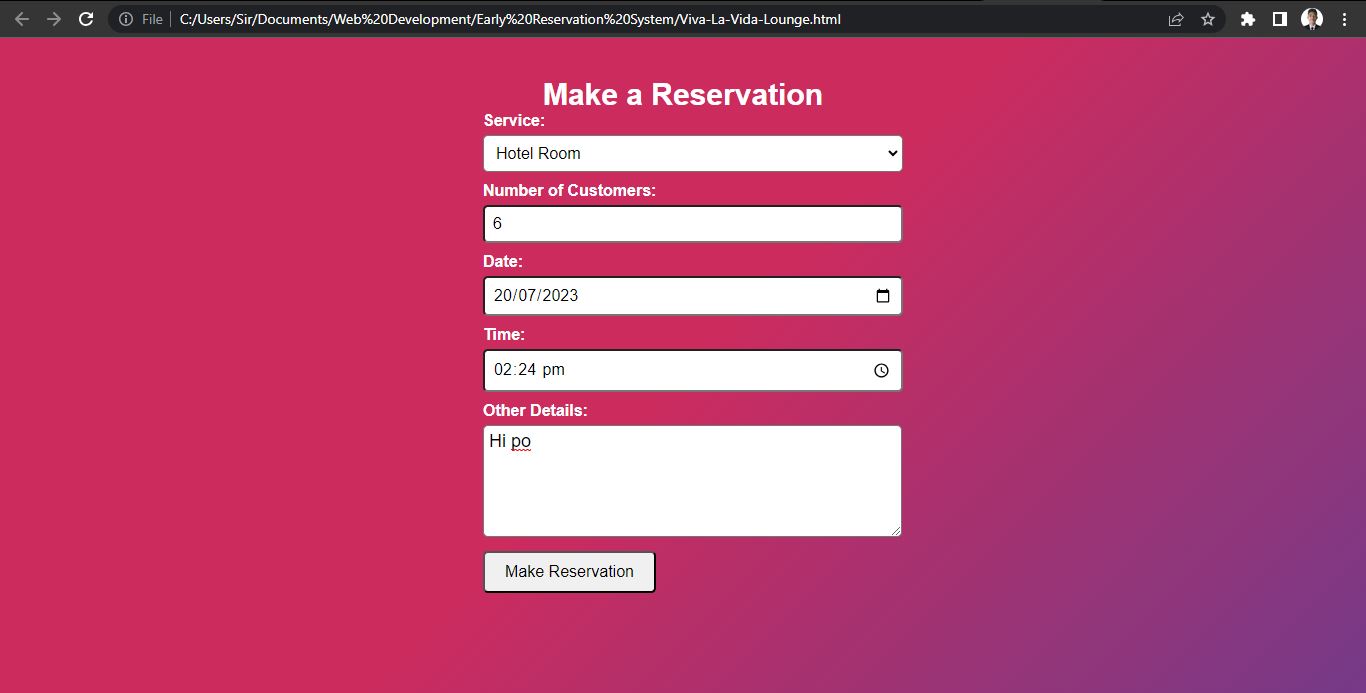 File C:/Users/Sir/Documents/Web%20Development/Early%20Reservation%20System/Viva-La-Vida-Lounge.html
Make a Reservation
Service:
Hotel Room
Number of Customers:
6
Date:
20/07/2023
Time:
02:24 pm
Other Details:
Hi po
Make Reservation